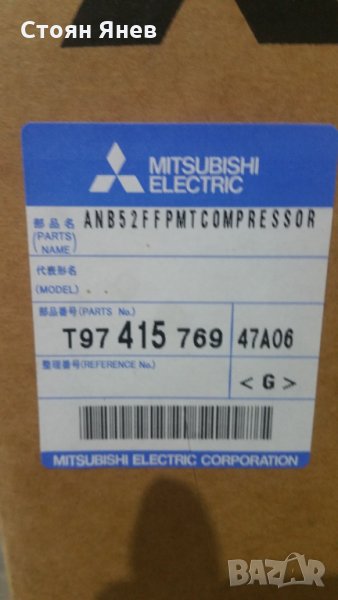 Стоян Янев
MITSUBISHI
ELECTRIC
部品名 ANB52FFPMTCOMPRESSOR
(PARTS
NAME)
代表形名
(MODEL)
部品番号(PARTS No.)
T97 415 769 47A06
整理番号(REFERENCE No.)
<G>
MITSUBISHI ELECTRIC CORPORATION
BAZAR